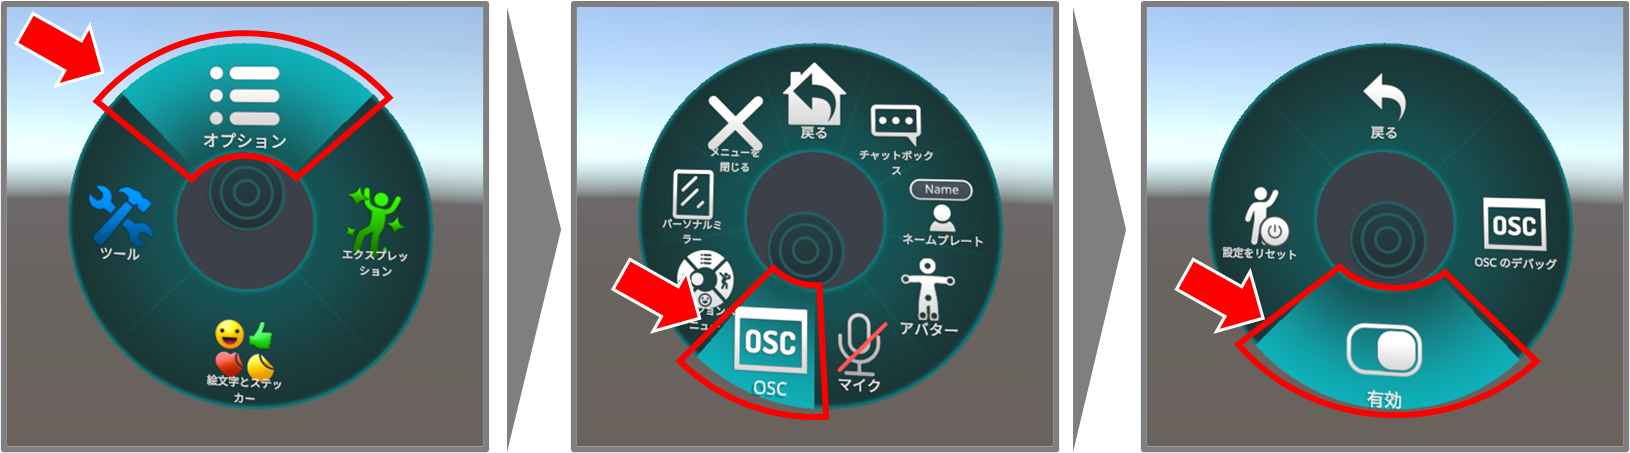 オプション
ツール
エクスプレッ
ション
絵文字とステッ
カー
戻る
メニューを
閉じる
チャットボック
ス
パーソナルミ
ラー
Name
ネームプレート
ション
ニュー
アバター
OSC
OSC
マイク
戻る
設定をリセット
OSC
OSC のデバッグ
有効